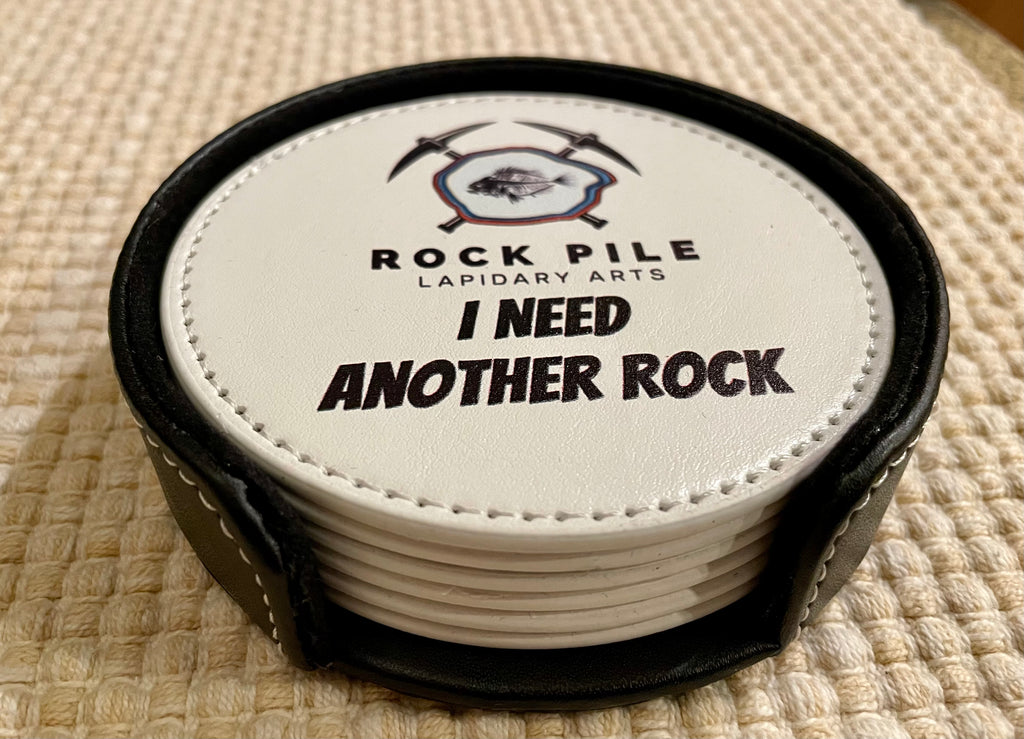 ROCK PILE
LAPIDARY ARTS
I NEED
ANOTHER ROCK